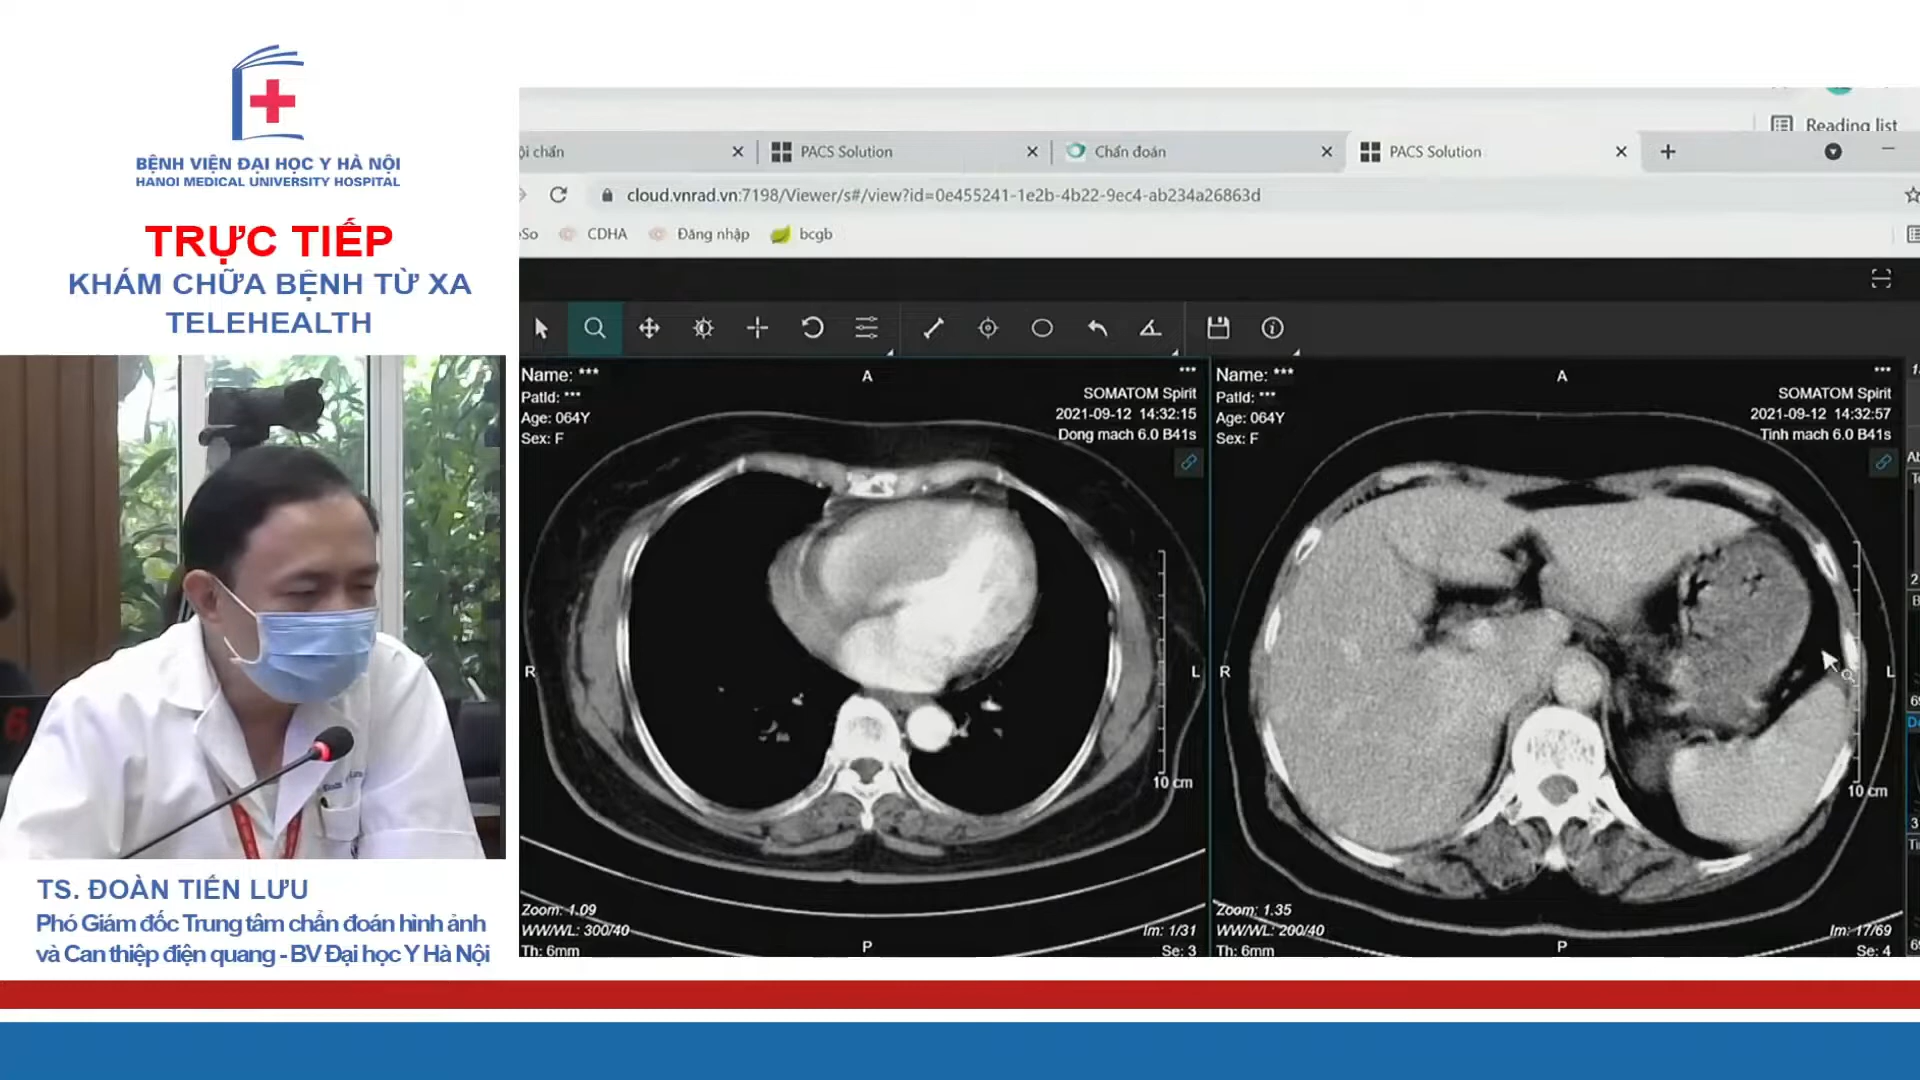 BỆNH VIỆN ĐẠI HỌC Y HÀ NỘI
HANOI MEDICAL UNIVERSITY HOSPITAL
TRỰC TIẾP
KHÁM CHỮA BỆNH TỪ XA
TELEHEALTH
TS. ĐOÀN TIẾN LƯU
Phó Giám đốc Trung tâm chẩn đoán hình ảnh
và Can thiệp điện quang - BV Đại học Y Hà Nội
Reading list
ội chẩn
PACS Solution
Chẩn đoán
PACS Solution
cloud.vnrad.vn:7198/Viewer/s#/view?id=0e455241-1e2b-4b22-9ec4-ab234a26863d
eSo
CDHA
Đăng nhập
bcgb
Name: ***
PatId: ***
Age: 064Y
Sex: F
A
***
SOMATOM Spirit
2021-09-12 14:32:15
Dong mach 6.0 B41s
R
L
10 cm
Zoom: 1.09
WW/WL: 300/40
Th: 6mm
P
Im: 1/31
Se: 3
Name: ***
PatId: ***
Age: 064Y
Sex: F
A
***
SOMATOM Spirit
2021-09-12 14:32:57
Tinh mach 6.0 B41s
R
L
10 cm
Zoom: 1.35
WW/WL: 200/40
Th: 6mm
P
Im: 17/69
Se: 4